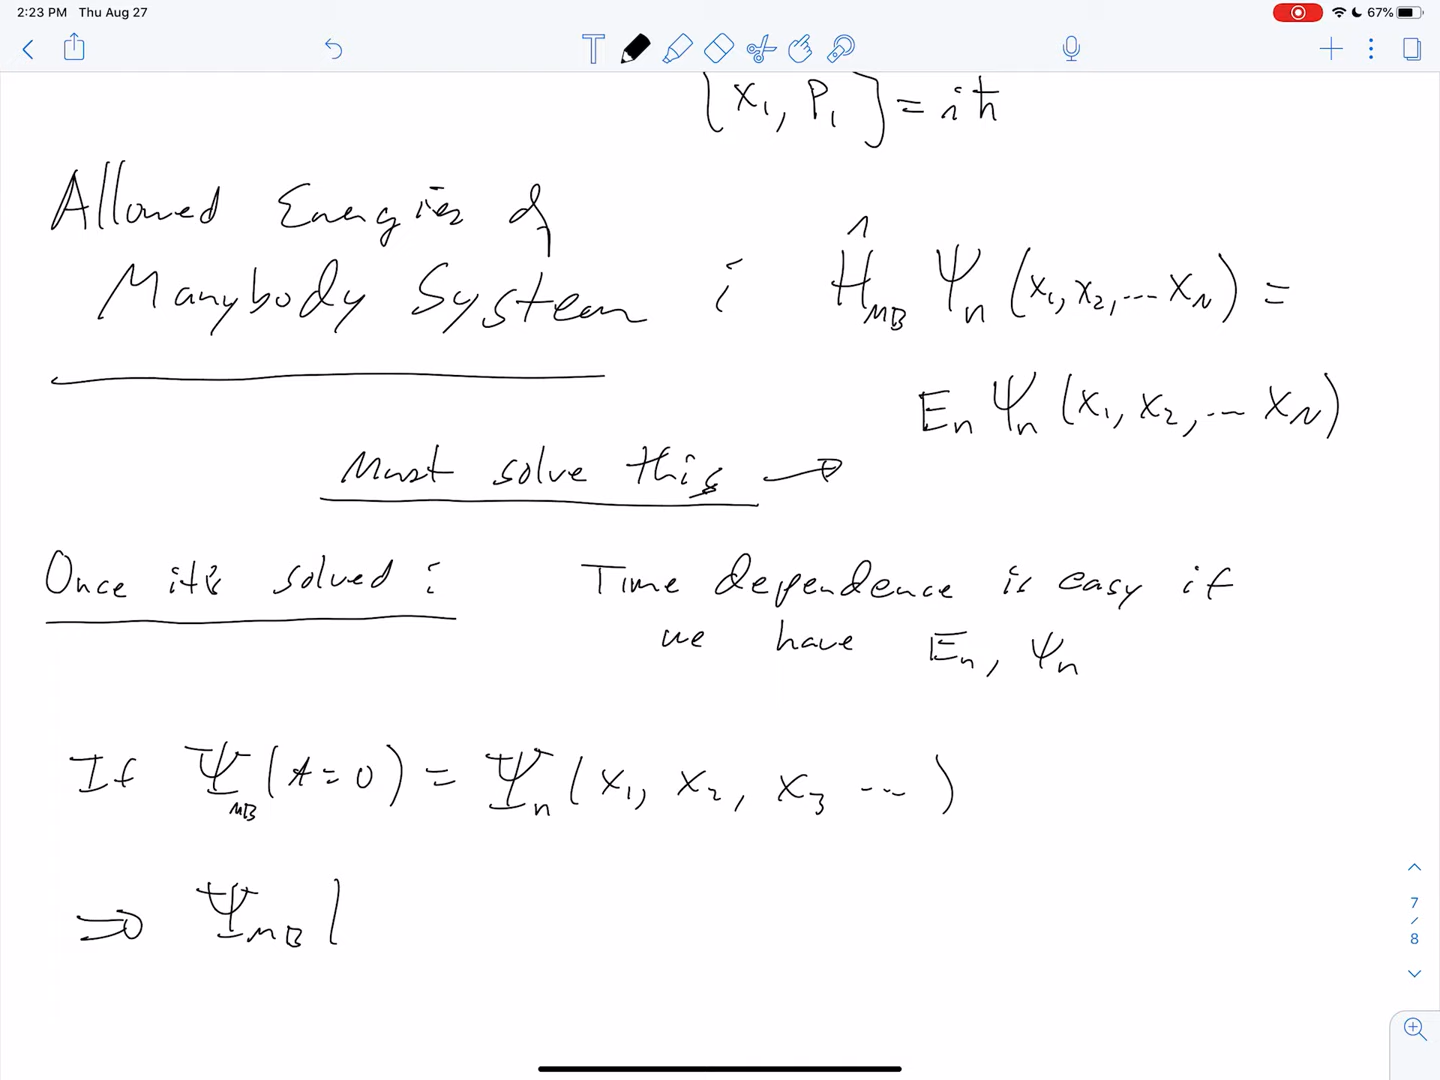 2:23 PM Thu Aug 27 67%
[x₁, P₁] = iħ
Allowed Energies of
Manybody System : Ĥ_MB Ψ_n (x₁, x₂, ... x_N) =
E_n Ψ_n (x₁, x₂, ... x_N)
Must solve this →
Once it's solved : Time dependence is easy if
we have E_n, Ψ_n
If Ψ_MB (t=0) = Ψ_n (x₁, x₂, x₃ ... )
⇒ Ψ_MB (
7
/
8